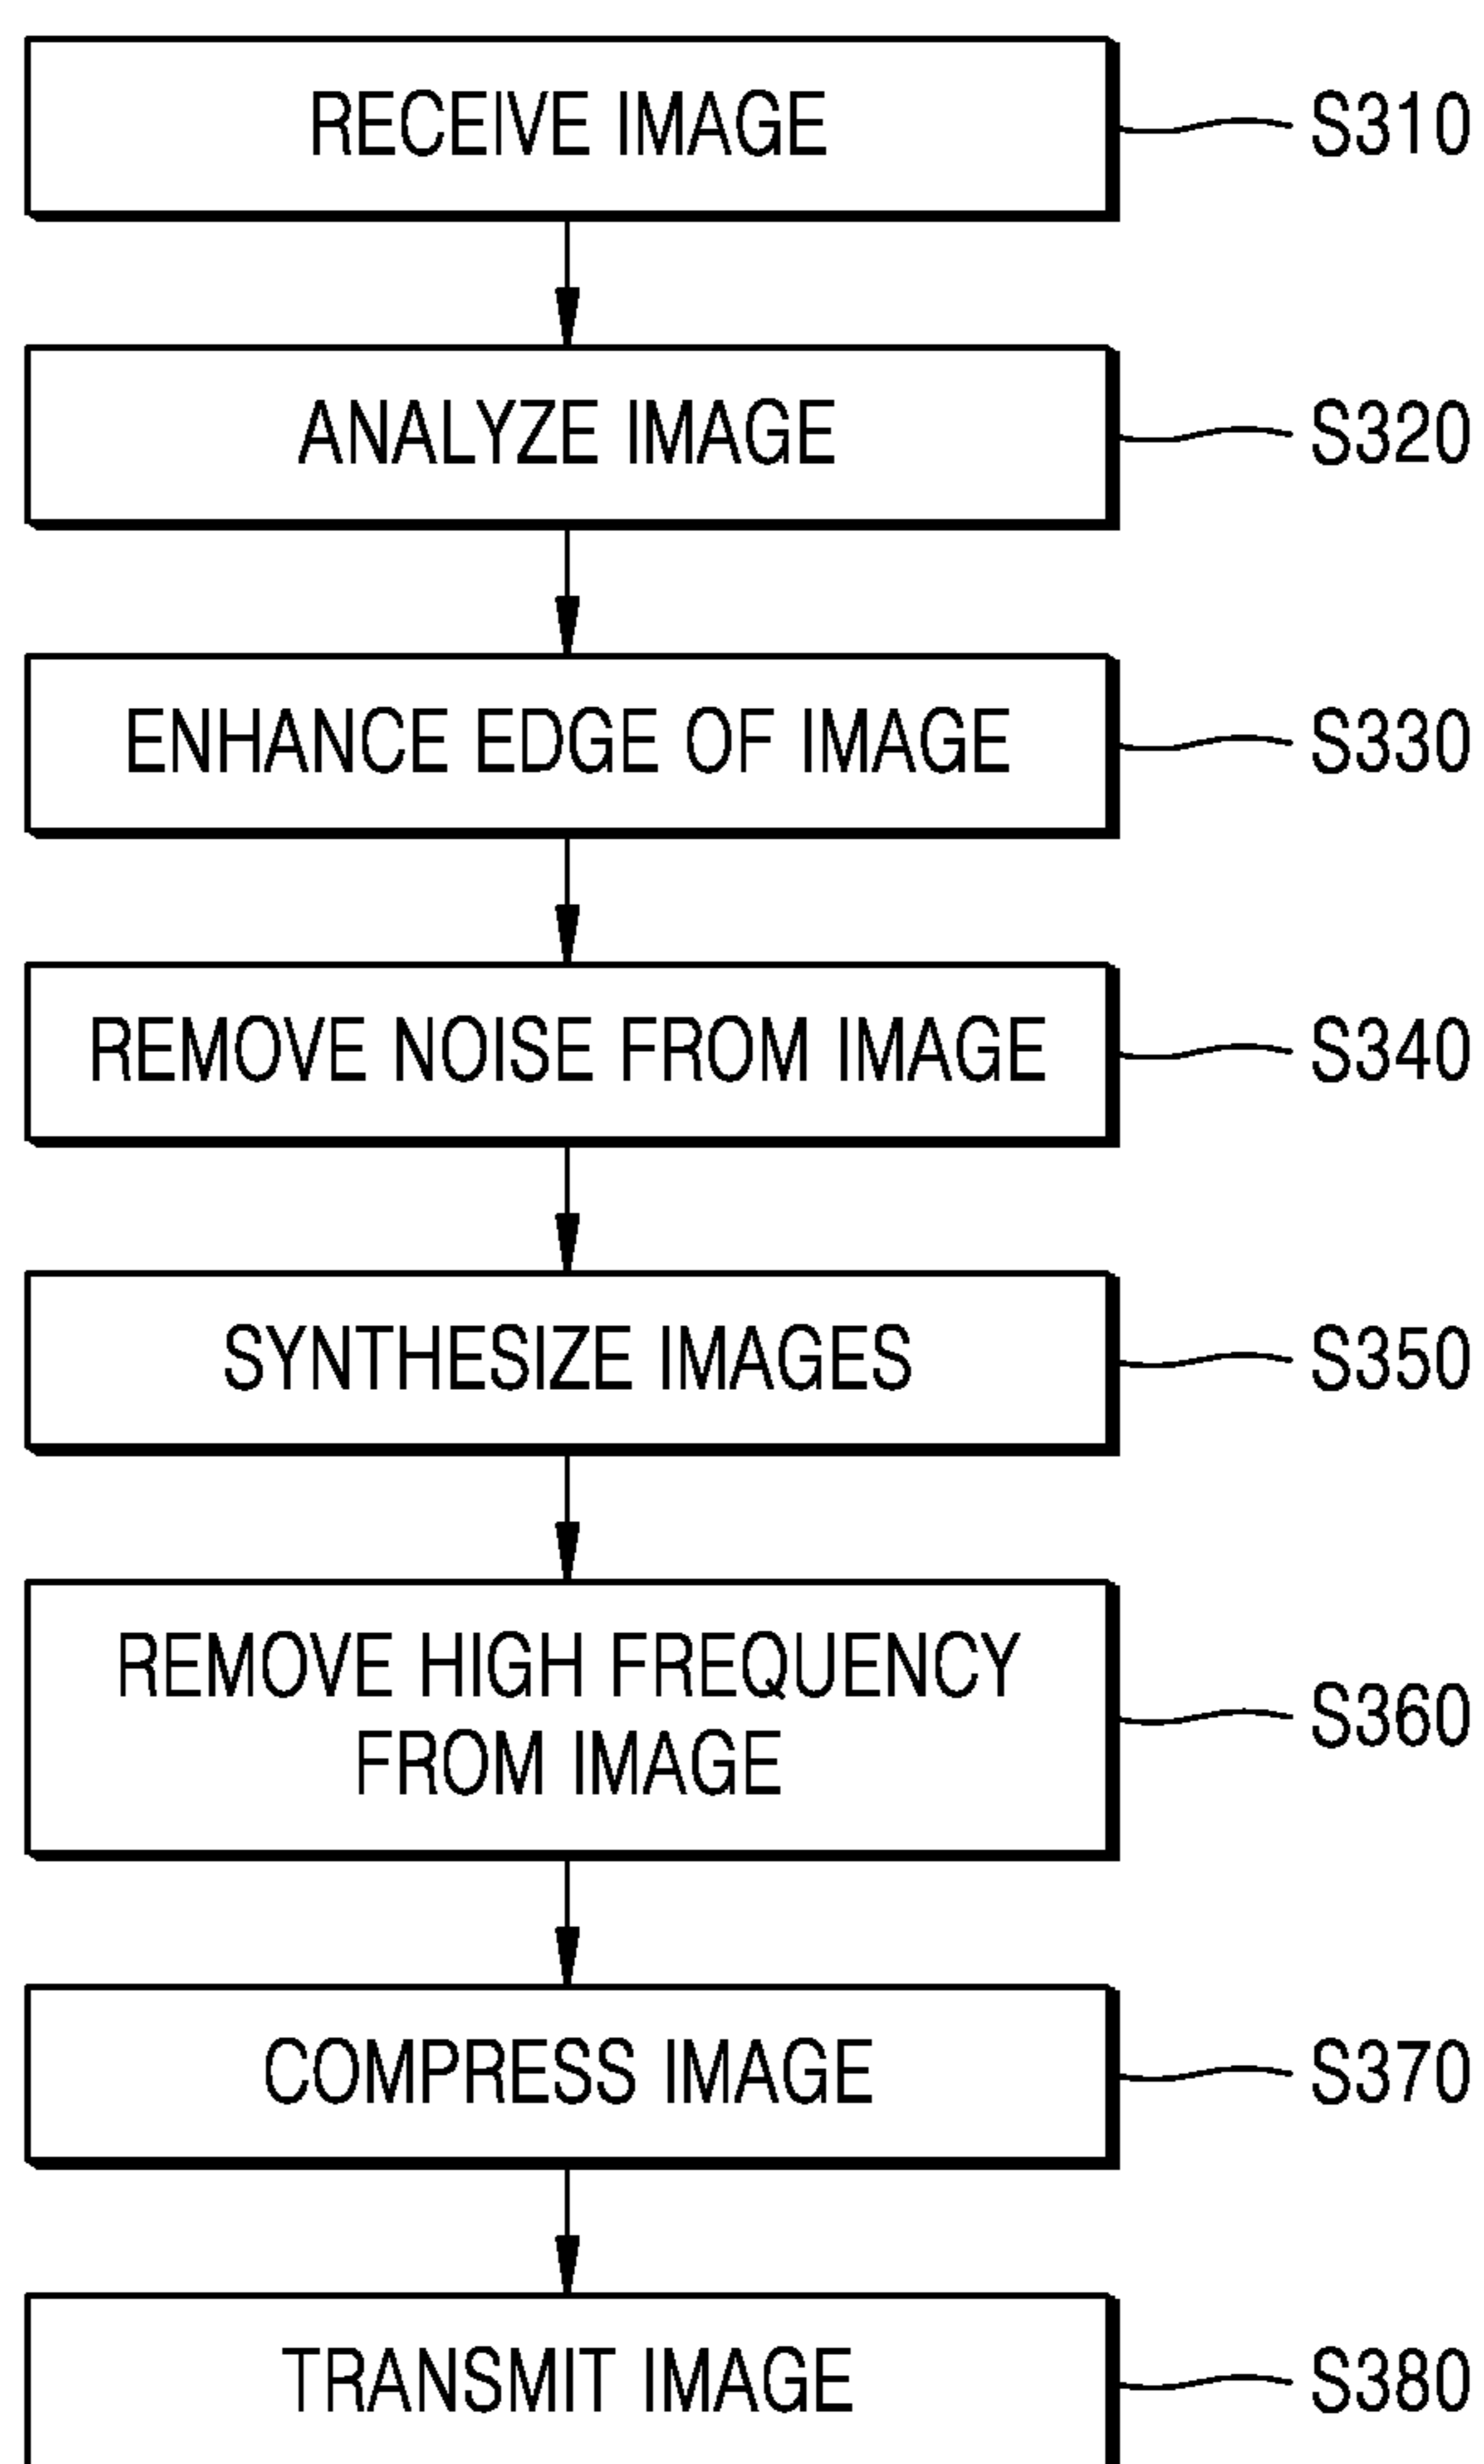 RECEIVE IMAGE
S310
ANALYZE IMAGE
S320
ENHANCE EDGE OF IMAGE
S330
REMOVE NOISE FROM IMAGE
S340
SYNTHESIZE IMAGES
S350
REMOVE HIGH FREQUENCY
FROM IMAGE
S360
COMPRESS IMAGE
S370
TRANSMIT IMAGE
S380